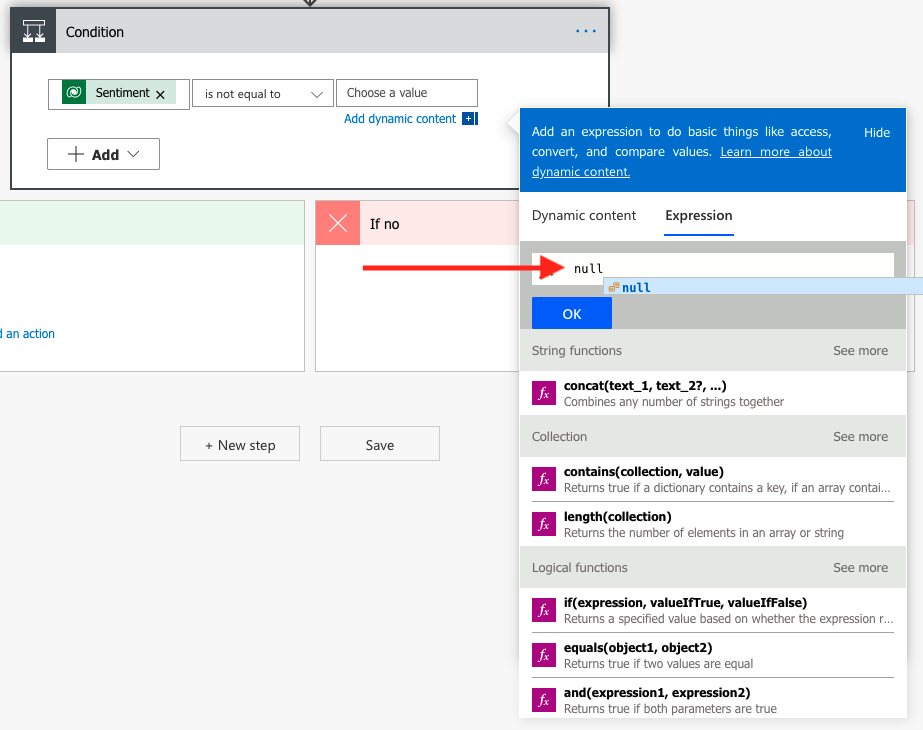 Condition
...
Sentiment
is not equal to
Choose a value
Add dynamic content
Add
If no
d an action
+ New step
Save
Add an expression to do basic things like access,
convert, and compare values. Learn more about
dynamic content.
Hide
Dynamic content
Expression
null
null
OK
String functions
See more
fx
concat(text_1, text_2?, ...)
Combines any number of strings together
Collection
See more
fx
contains(collection, value)
Returns true if a dictionary contains a key, if an array contai...
fx
length(collection)
Returns the number of elements in an array or string
Logical functions
See more
fx
if(expression, valueIfTrue, valueIfFalse)
Returns a specified value based on whether the expression r...
fx
equals(object1, object2)
Returns true if two values are equal
fx
and(expression1, expression2)
Returns true if both parameters are true